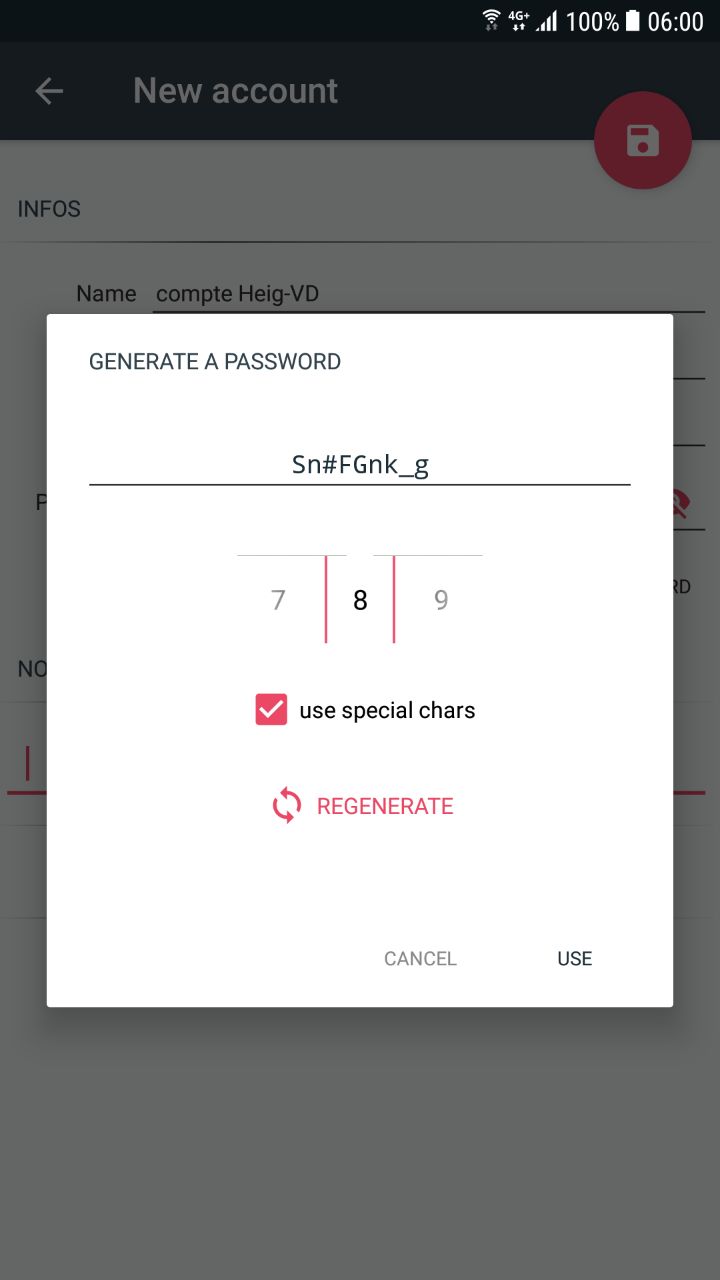 4G+ 100% 06:00
New account
INFOS
Name compte Heig-VD
GENERATE A PASSWORD
Sn#FGnk_g
P
7 8 9
RD
NO
use special chars
REGENERATE
CANCEL USE